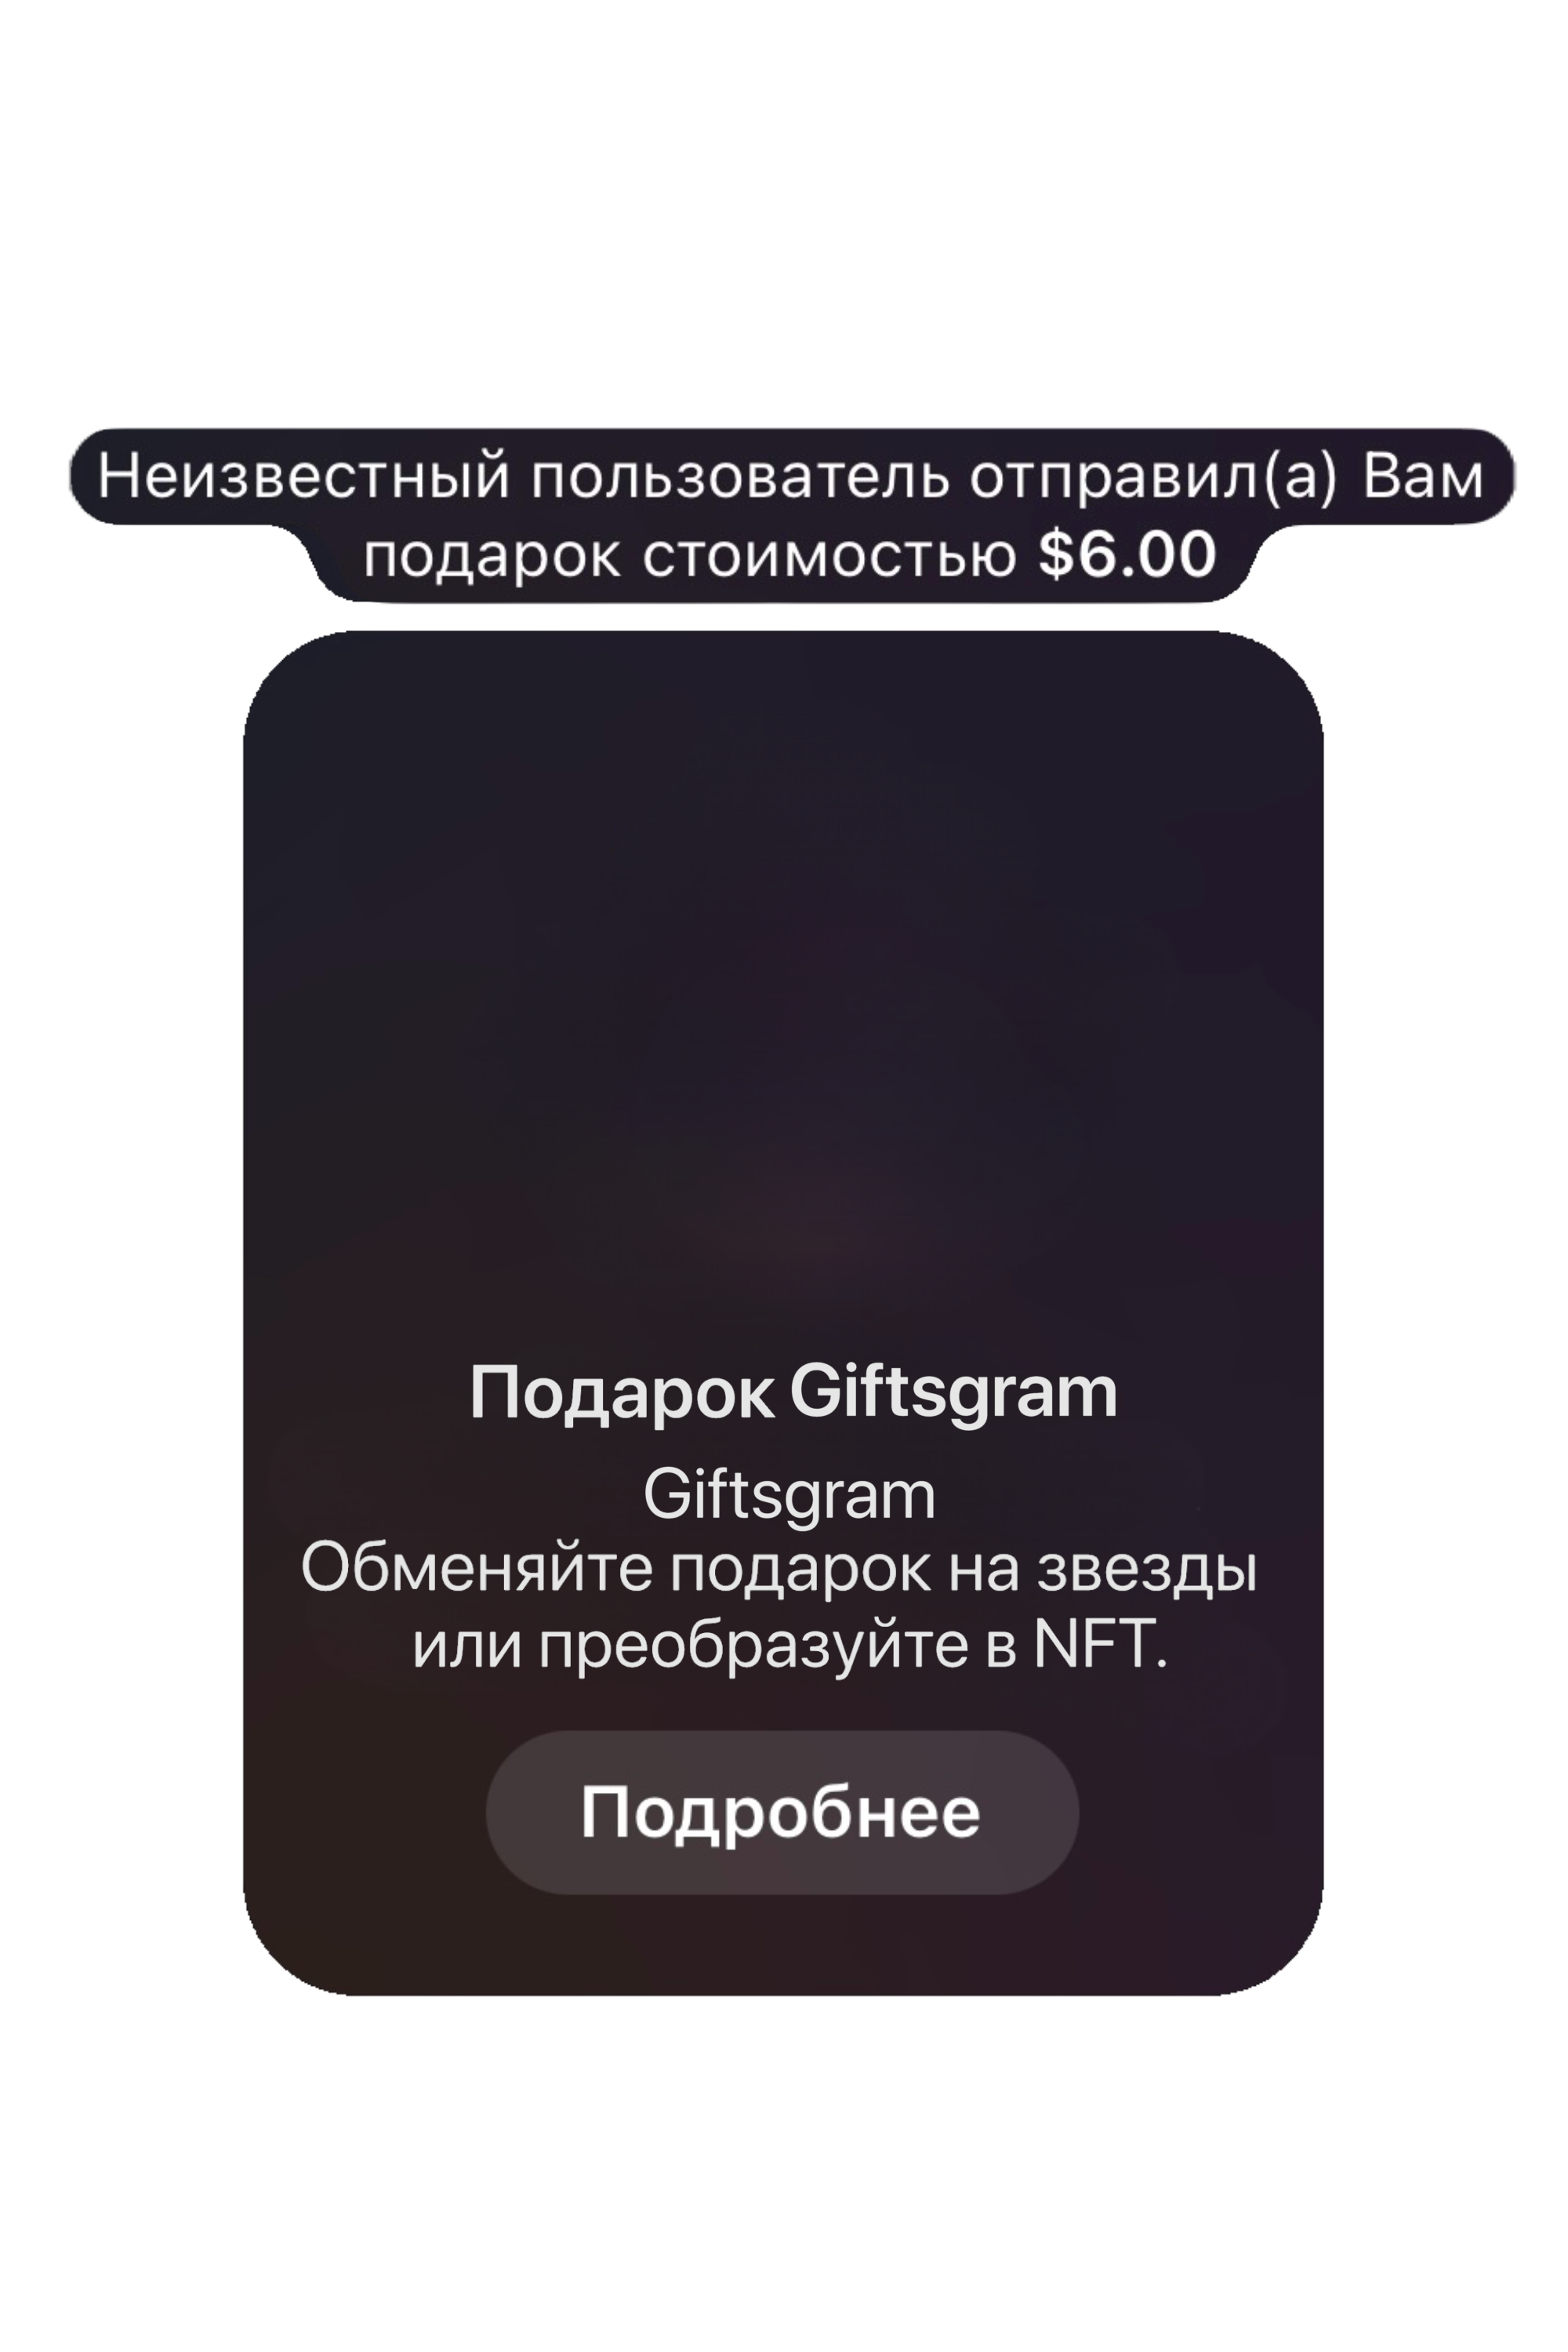 Неизвестный пользователь отправил(а) Вам
подарок стоимостью $6.00
Подарок Giftsgram
Giftsgram
Обменяйте подарок на звезды
или преобразуйте в NFT.
Подробнее